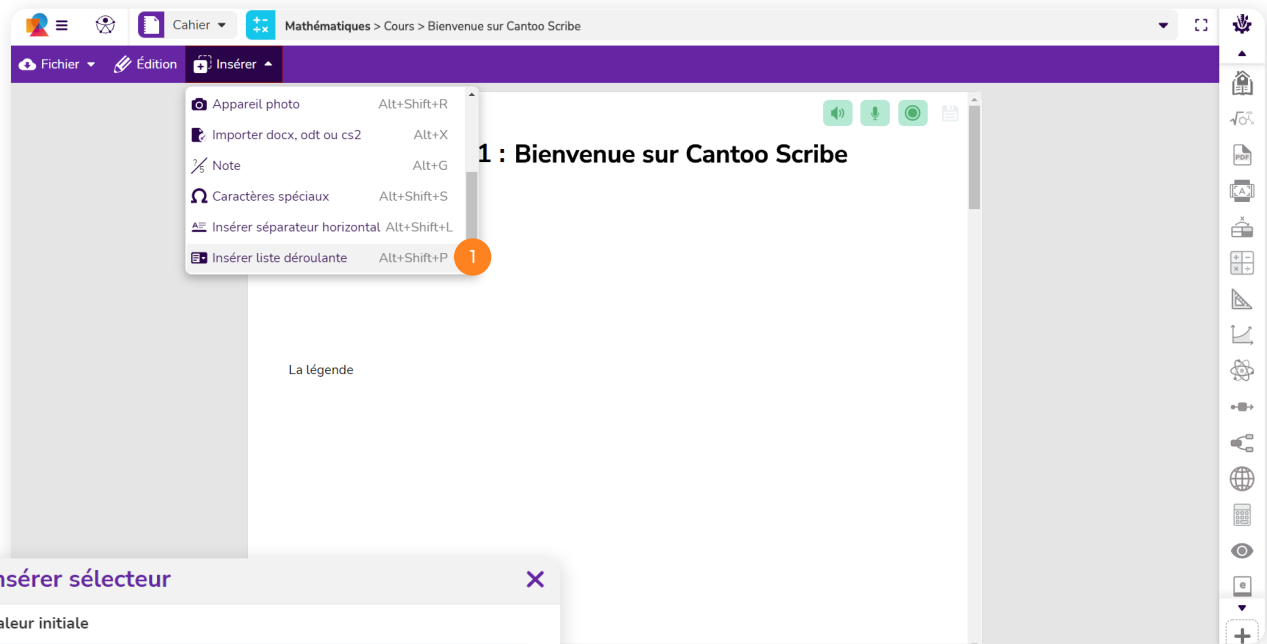 Cahier
Mathématiques > Cours > Bienvenue sur Cantoo Scribe
Fichier
Édition
Insérer
Appareil photo Alt+Shift+R
Importer docx, odt ou cs2 Alt+X
Note Alt+G
Caractères spéciaux Alt+Shift+S
Insérer séparateur horizontal Alt+Shift+L
Insérer liste déroulante Alt+Shift+P
1
1 : Bienvenue sur Cantoo Scribe
La légende
PDF
A
e
nsérer sélecteur
aleur initiale